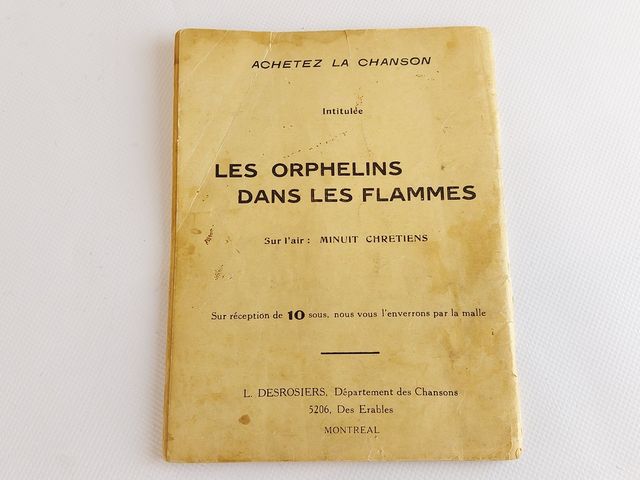 ACHETEZ LA CHANSON
Intitulée
LES ORPHELINS
DANS LES FLAMMES
Sur l'air : MINUIT CHRETIENS
Sur réception de 10 sous, nous vous l'enverrons par la malle
L. DESROSIERS, Département des Chansons
5206, Des Erables
MONTREAL